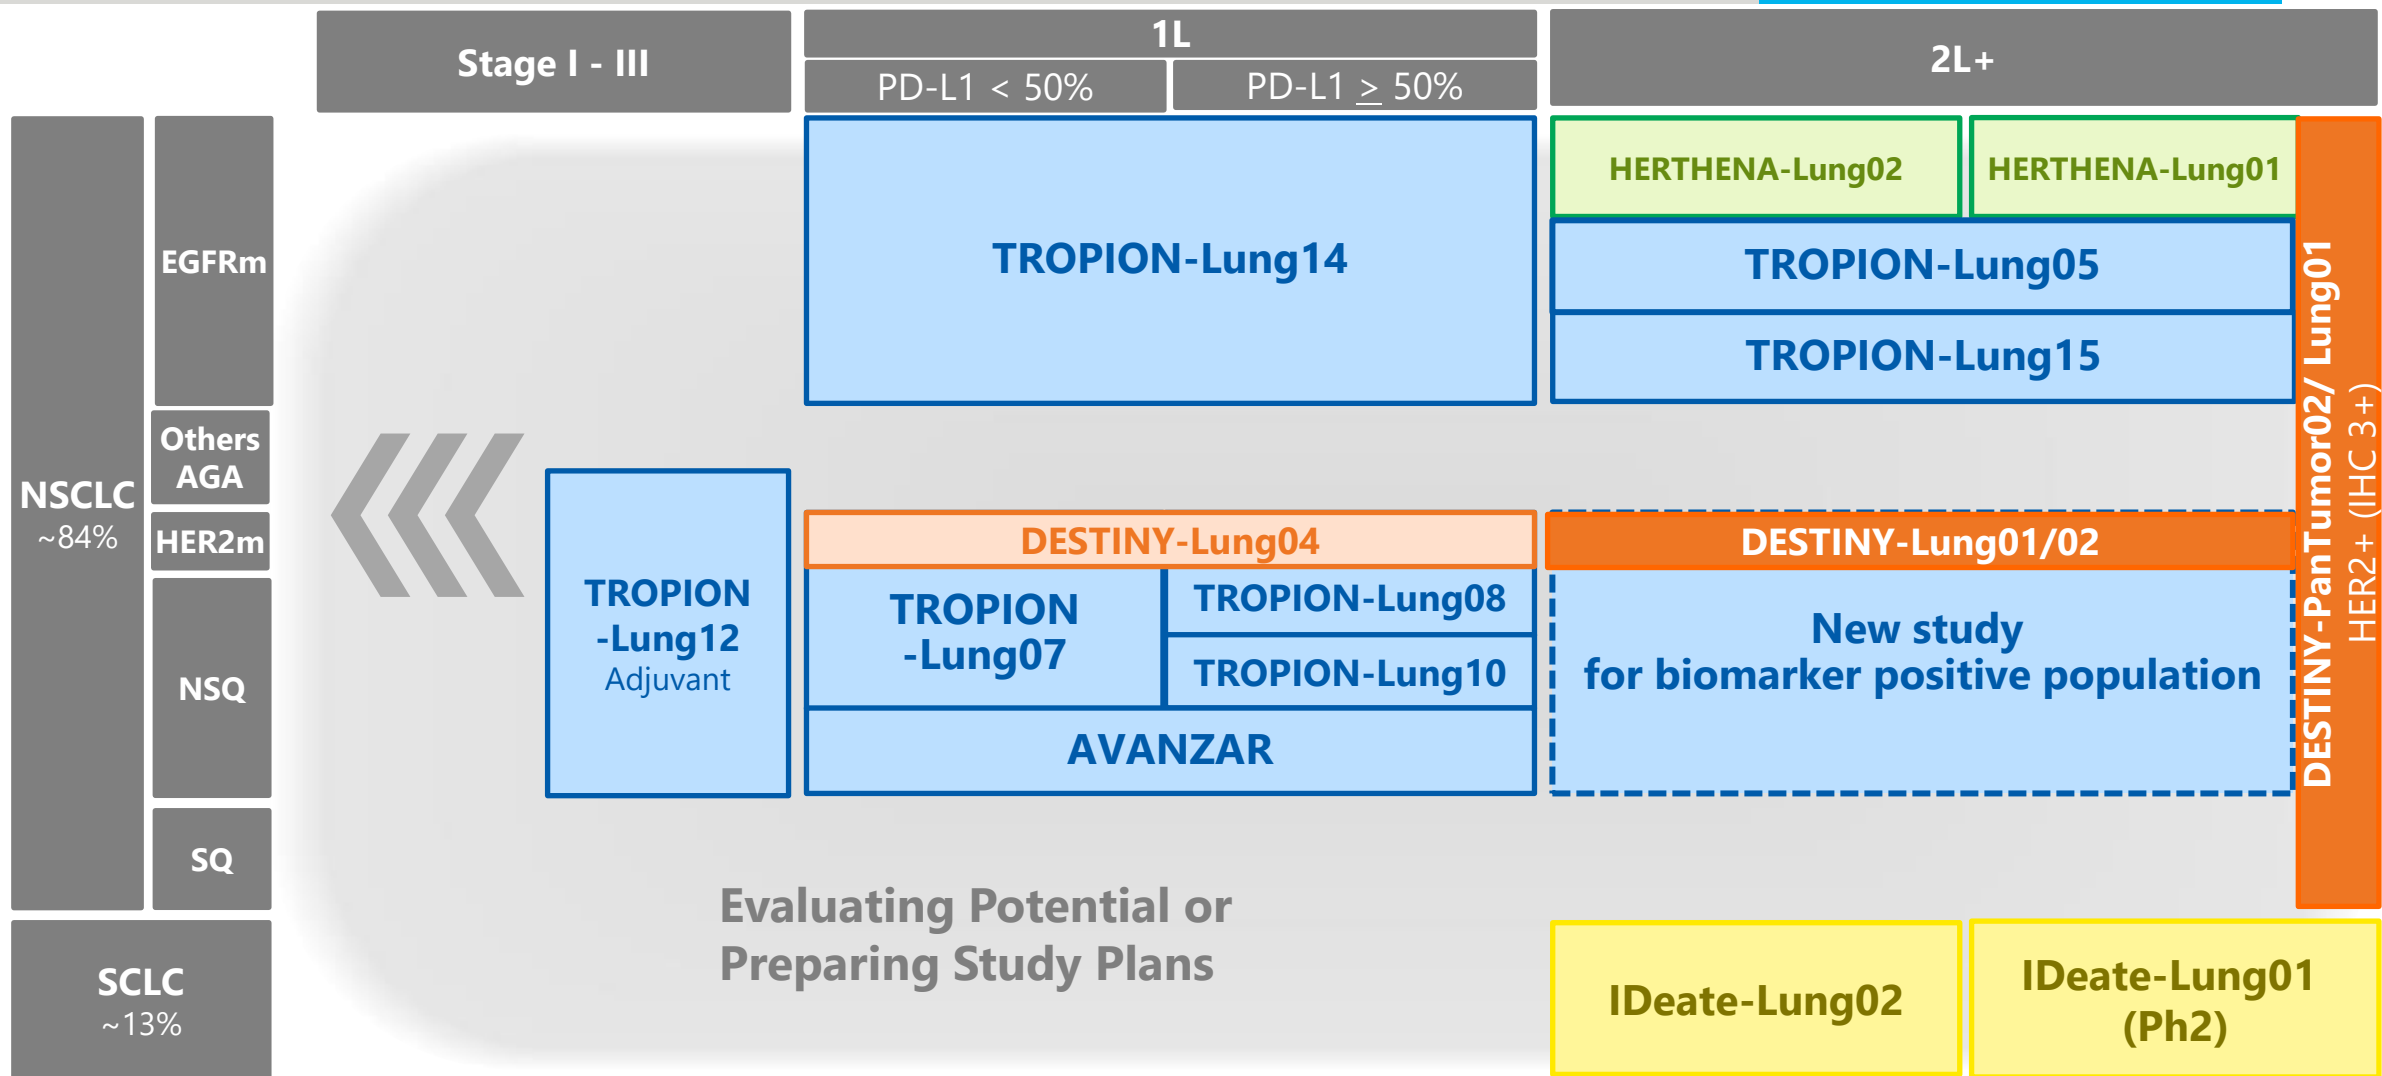 Stage I - III
1L
PD-L1 < 50%
PD-L1 ≥ 50%
2L+
NSCLC
~84%
EGFRm
Others
AGA
HER2m
NSQ
SQ
SCLC
~13%
TROPION-Lung14
HERTHENA-Lung02
HERTHENA-Lung01
TROPION-Lung05
TROPION-Lung15
DESTINY-PanTumor02/ Lung01
HER2+ (IHC 3+)
TROPION
-Lung12
Adjuvant
DESTINY-Lung04
DESTINY-Lung01/02
TROPION
-Lung07
TROPION-Lung08
TROPION-Lung10
AVANZAR
New study
for biomarker positive population
Evaluating Potential or
Preparing Study Plans
IDeate-Lung02
IDeate-Lung01
(Ph2)